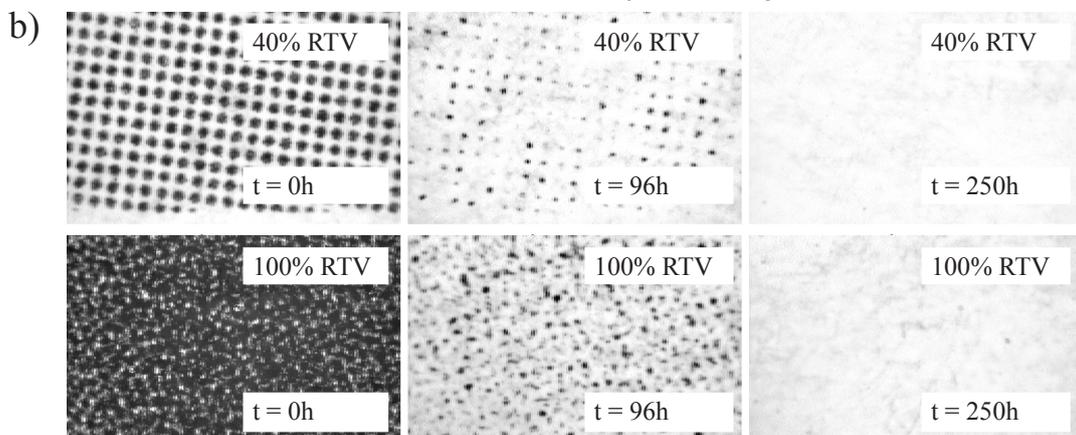 b)
40% RTV
40% RTV
40% RTV
t = 0h
t = 96h
t = 250h
100% RTV
100% RTV
100% RTV
t = 0h
t = 96h
t = 250h